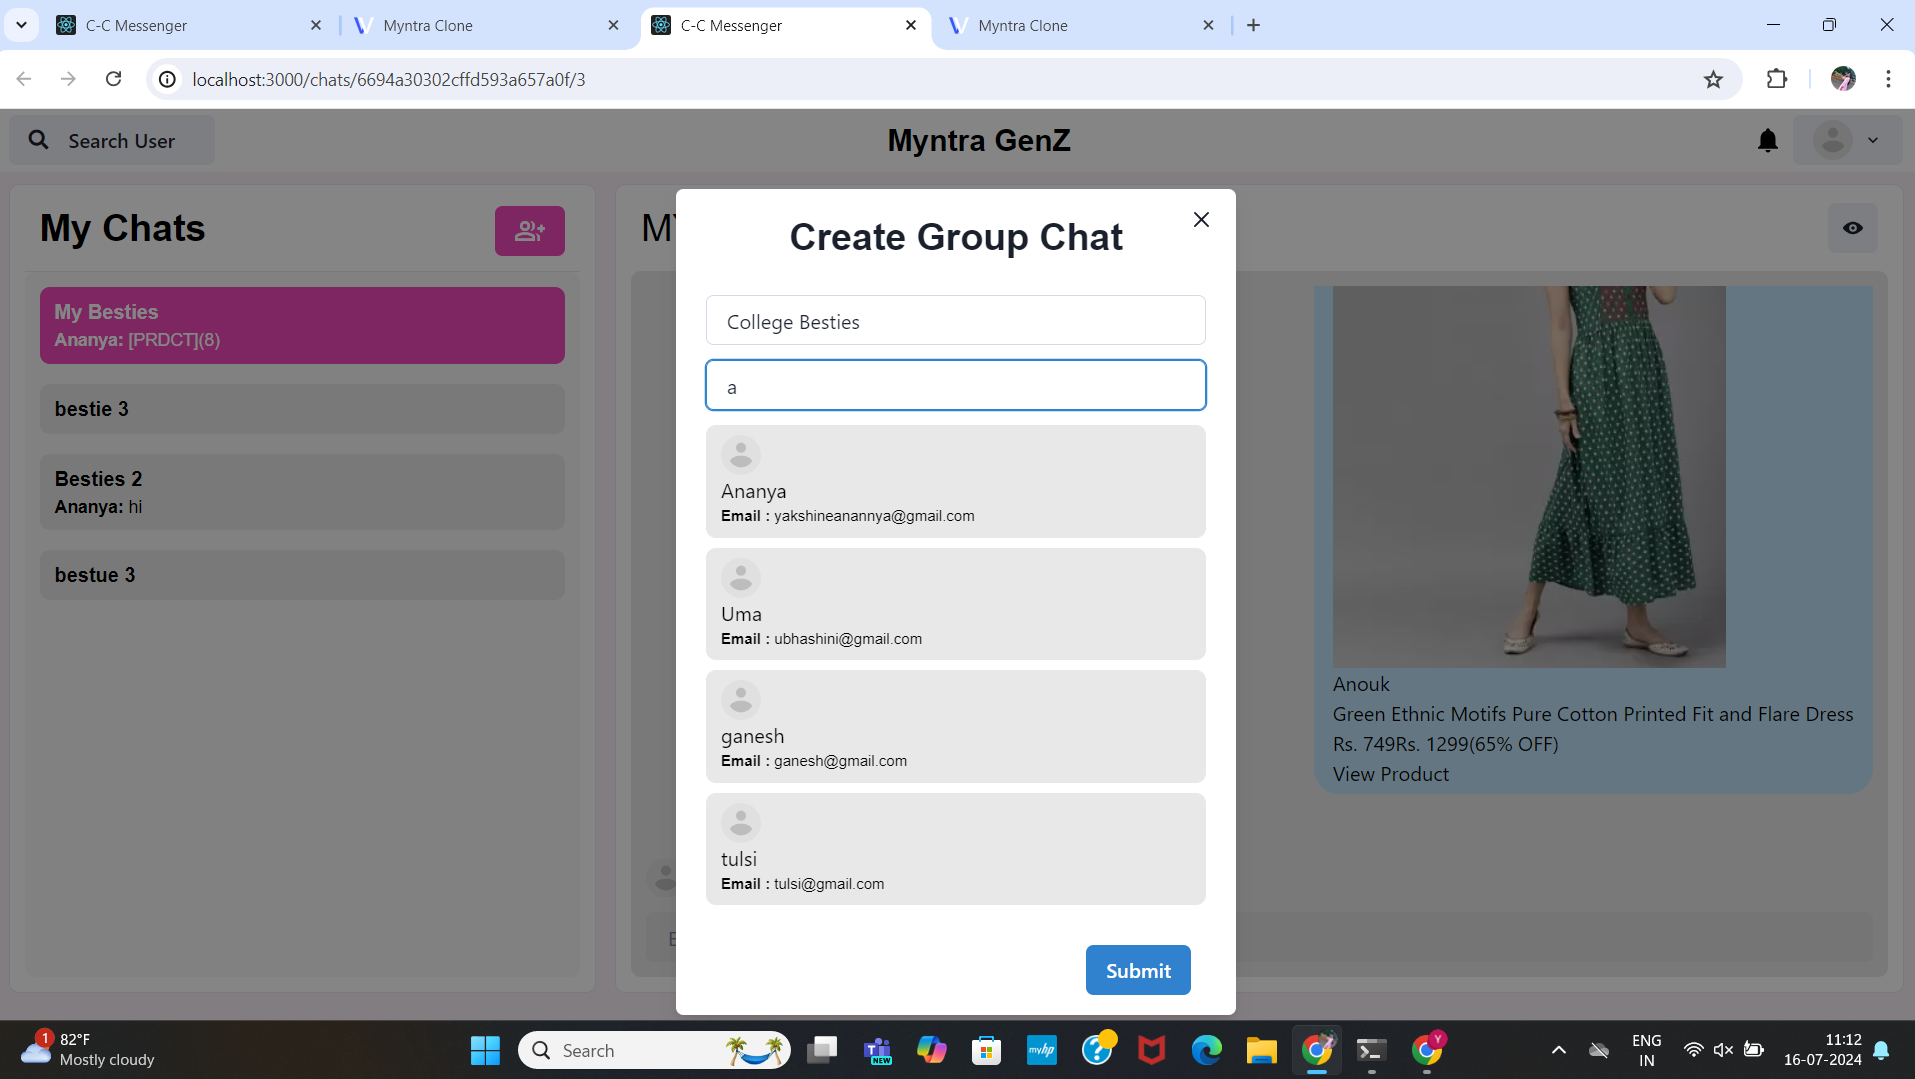 C-C Messenger
Myntra Clone
C-C Messenger
Myntra Clone
localhost:3000/chats/6694a30302cffd593a657a0f/3
Search User
Myntra GenZ
My Chats
My Besties
Ananya: [PRDCT](8)
bestie 3
Besties 2
Ananya: hi
bestue 3
Create Group Chat
College Besties
a
Ananya
Email : yakshineanannya@gmail.com
Uma
Email : ubhashini@gmail.com
ganesh
Email : ganesh@gmail.com
tulsi
Email : tulsi@gmail.com
Submit
Anouk
Green Ethnic Motifs Pure Cotton Printed Fit and Flare Dress
Rs. 749Rs. 1299(65% OFF)
View Product
1
82°F
Mostly cloudy
Search
NEW
myhp
Y
ENG
IN
11:12
16-07-2024